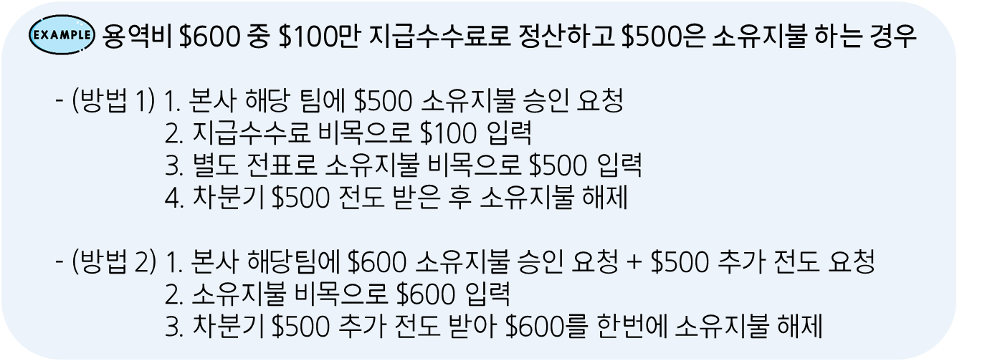 EXAMPLE 용역비 $600 중 $100만 지급수수료로 정산하고 $500은 소유지불 하는 경우
- (방법 1) 1. 본사 해당 팀에 $500 소유지불 승인 요청
2. 지급수수료 비목으로 $100 입력
3. 별도 전표로 소유지불 비목으로 $500 입력
4. 차분기 $500 전도 받은 후 소유지불 해제
- (방법 2) 1. 본사 해당팀에 $600 소유지불 승인 요청 + $500 추가 전도 요청
2. 소유지불 비목으로 $600 입력
3. 차분기 $500 추가 전도 받아 $600를 한번에 소유지불 해제